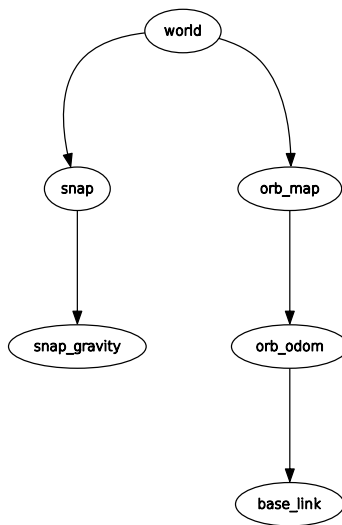 world
snap
orb_map
snap_gravity
orb_odom
base_link